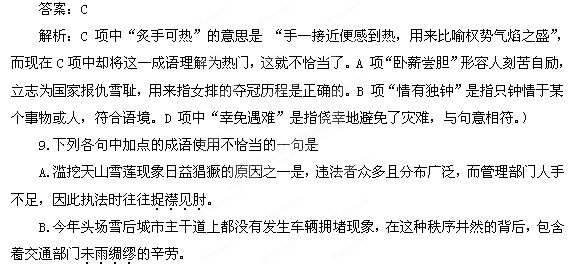 答案：C
解析：C 项中“炙手可热”的意思是 “手一接近便感到热，用来比喻权势气焰之盛”，
而现在 C 项中却将这一成语理解为热门，这就不恰当了。A 项“卧薪尝胆”形容人刻苦自励，
立志为国家报仇雪耻，用来指女排的夺冠历程是正确的。B 项“情有独钟”是指只钟情于某
个事物或人，符合语境。D 项中“幸免遇难”是指侥幸地避免了灾难，与句意相符。）
9.下列各句中加点的成语使用不恰当的一句是
A.滥挖天山雪莲现象日益猖獗的原因之一是，违法者众多且分布广泛，而管理部门人手
不足，因此执法时往往捉襟见肘。
B.今年头场雪后城市主干道上都没有发生车辆拥堵现象，在这种秩序井然的背后，包含
着交通部门未雨绸缪的辛劳。